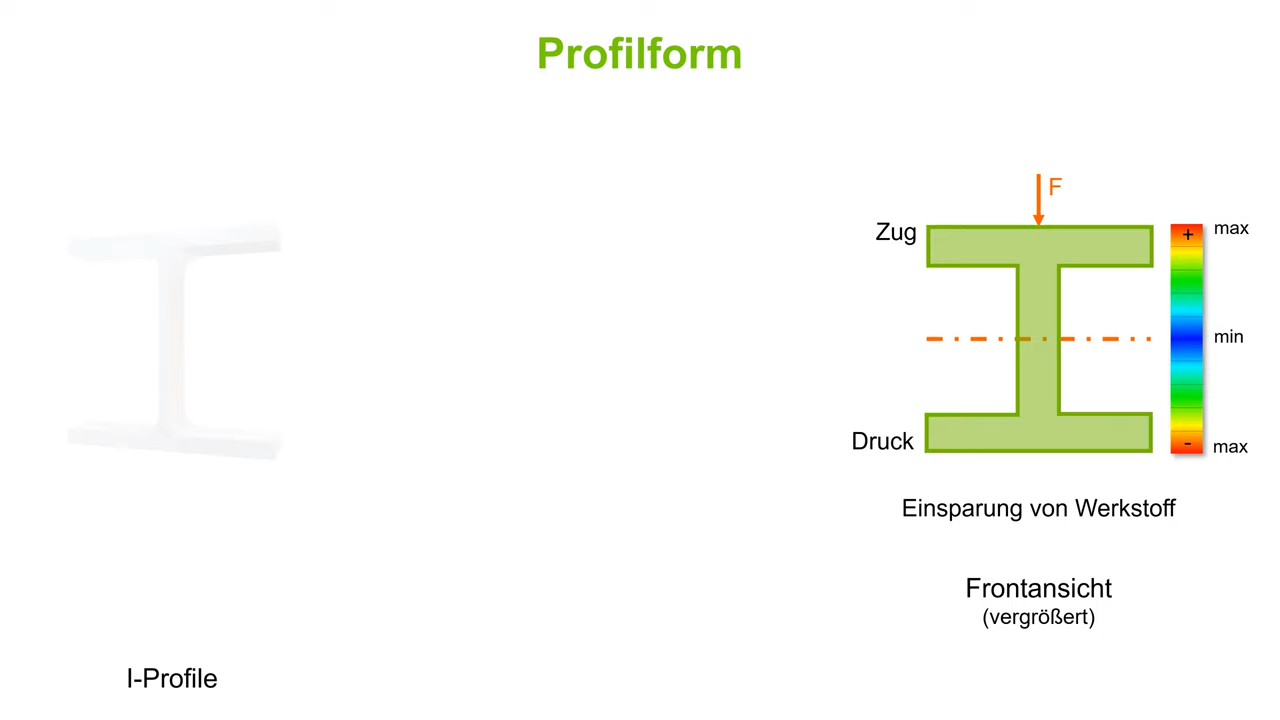 Profilform
F
Zug
+
max
min
Druck
-
max
Einsparung von Werkstoff
Frontansicht
(vergrößert)
I-Profile